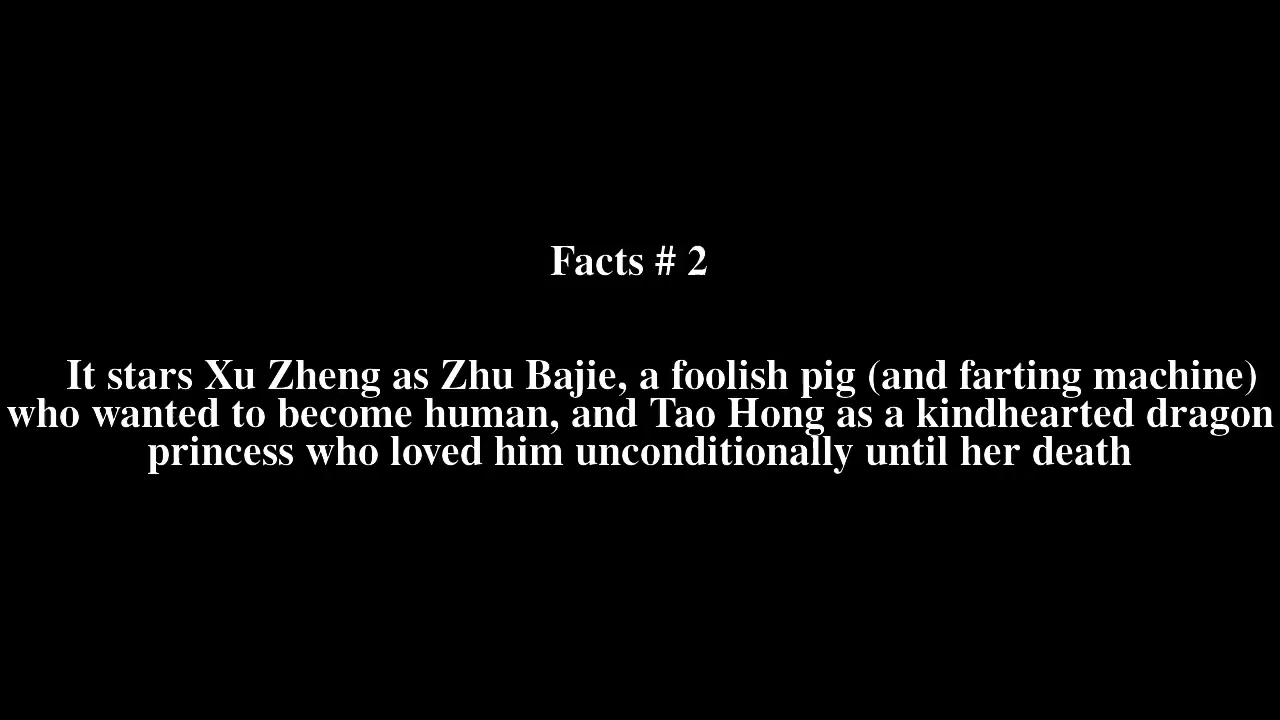 Facts # 2
It stars Xu Zheng as Zhu Bajie, a foolish pig (and farting machine)
who wanted to become human, and Tao Hong as a kindhearted dragon
princess who loved him unconditionally until her death